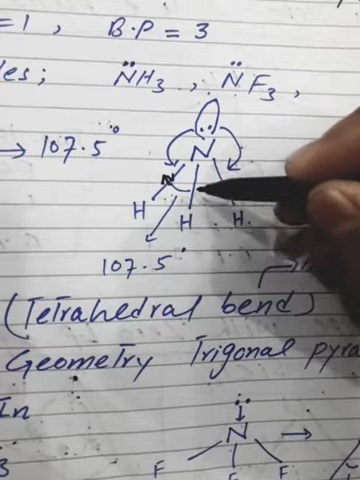 =1, B.P = 3
les; N̈H3, N̈F3,
→ 107.5°
N
H H H.
107.5°
(Tetrahedral bend)
Geometry Trigonal pyra
In
N →
3 F F F